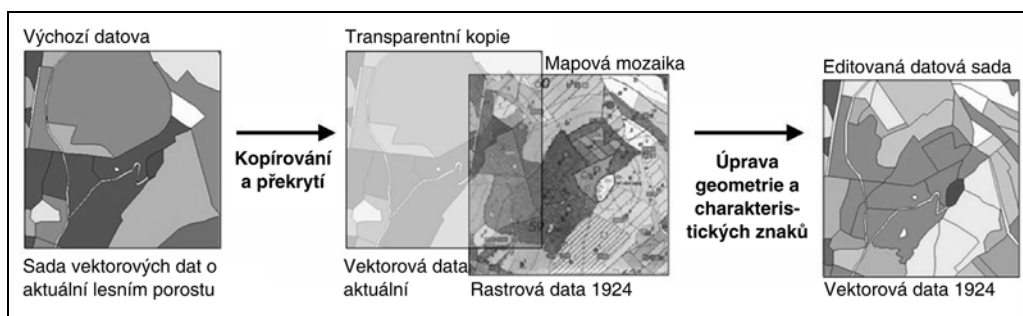 Výchozí datova
Sada vektorových dat o
aktuální lesním porostu
Kopírování
a překrytí
Transparentní kopie
Mapová mozaika
Vektorová data
aktuální
Rastrová data 1924
Úprava
geometrie a
charakteris-
tických znaků
Editovaná datová sada
Vektorová data 1924